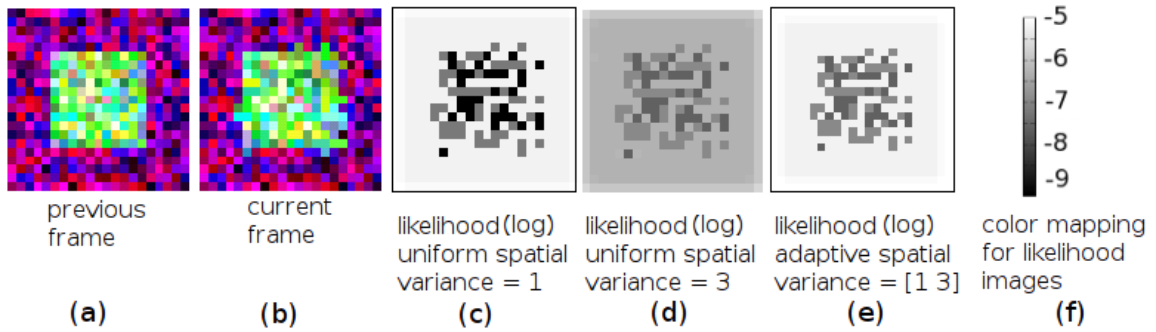 previous
frame
(a)
current
frame
(b)
likelihood (log)
uniform spatial
variance = 1
(c)
likelihood (log)
uniform spatial
variance = 3
(d)
likelihood (log)
adaptive spatial
variance = [1 3]
(e)
-5
-6
-7
-8
-9
color mapping
for likelihood
images
(f)